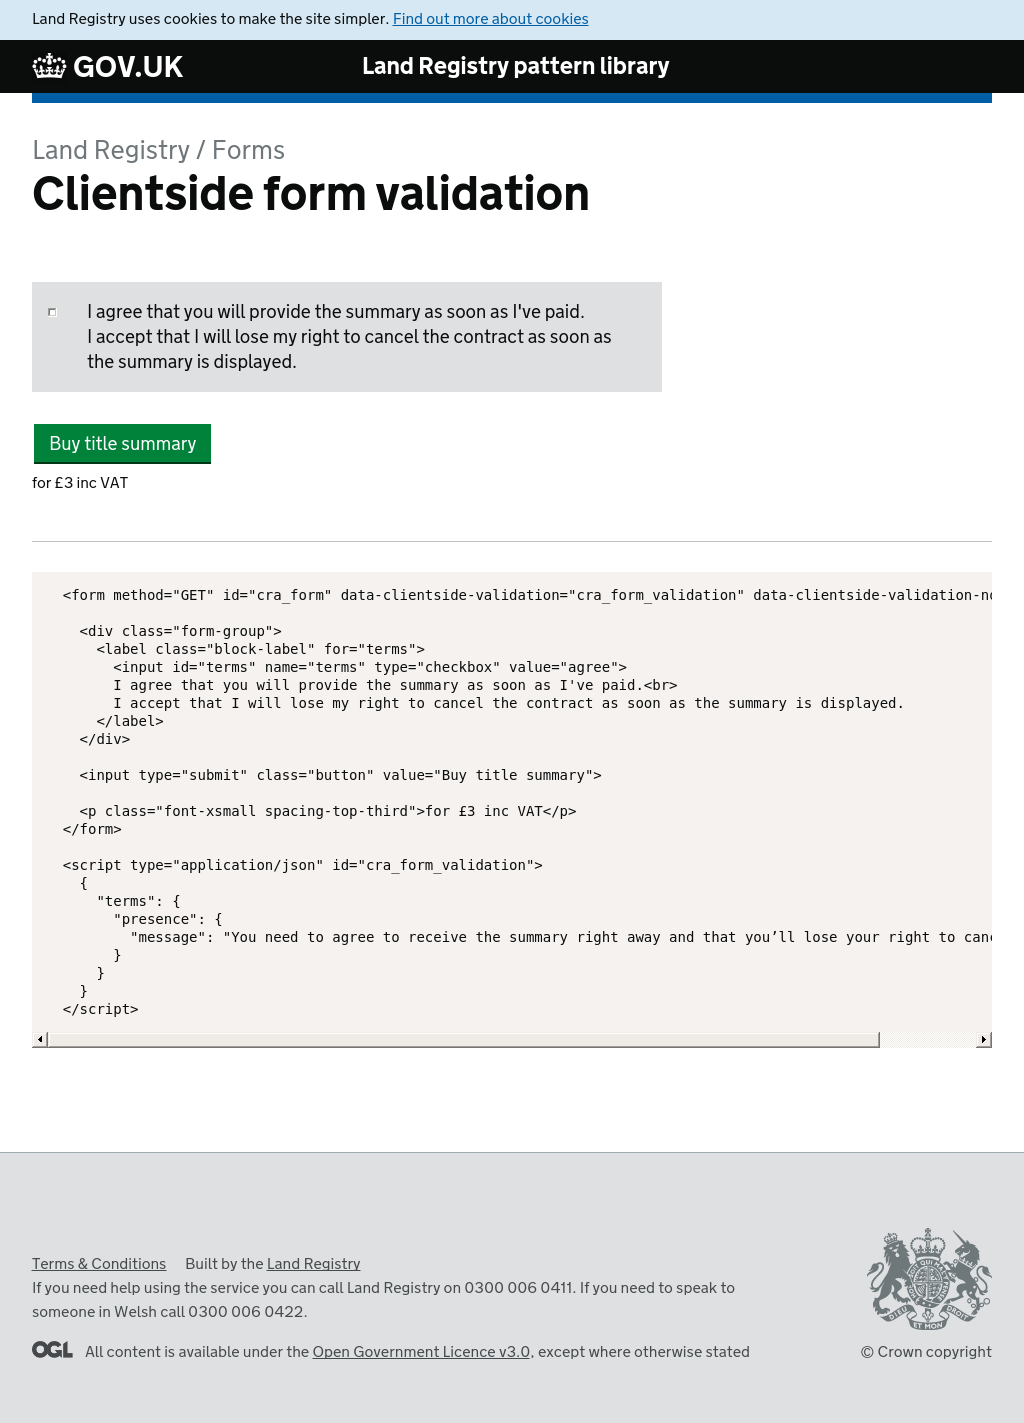 Land Registry uses cookies to make the site simpler. Find out more about cookies
GOV.UK
Land Registry pattern library
Land Registry / Forms
Clientside form validation
I agree that you will provide the summary as soon as I've paid.
I accept that I will lose my right to cancel the contract as soon as
the summary is displayed.
Buy title summary
for £3 inc VAT
<form method="GET" id="cra_form" data-clientside-validation="cra_form_validation" data-clientside-validation-no
<div class="form-group">
<label class="block-label" for="terms">
<input id="terms" name="terms" type="checkbox" value="agree">
I agree that you will provide the summary as soon as I've paid.<br>
I accept that I will lose my right to cancel the contract as soon as the summary is displayed.
</label>
</div>
<input type="submit" class="button" value="Buy title summary">
<p class="font-xsmall spacing-top-third">for £3 inc VAT</p>
</form>
<script type="application/json" id="cra_form_validation">
{
"terms": {
"presence": {
"message": "You need to agree to receive the summary right away and that you’ll lose your right to canc
}
}
}
</script>
Terms & Conditions Built by the Land Registry
If you need help using the service you can call Land Registry on 0300 006 0411. If you need to speak to
someone in Welsh call 0300 006 0422.
OGL All content is available under the Open Government Licence v3.0, except where otherwise stated
© Crown copyright